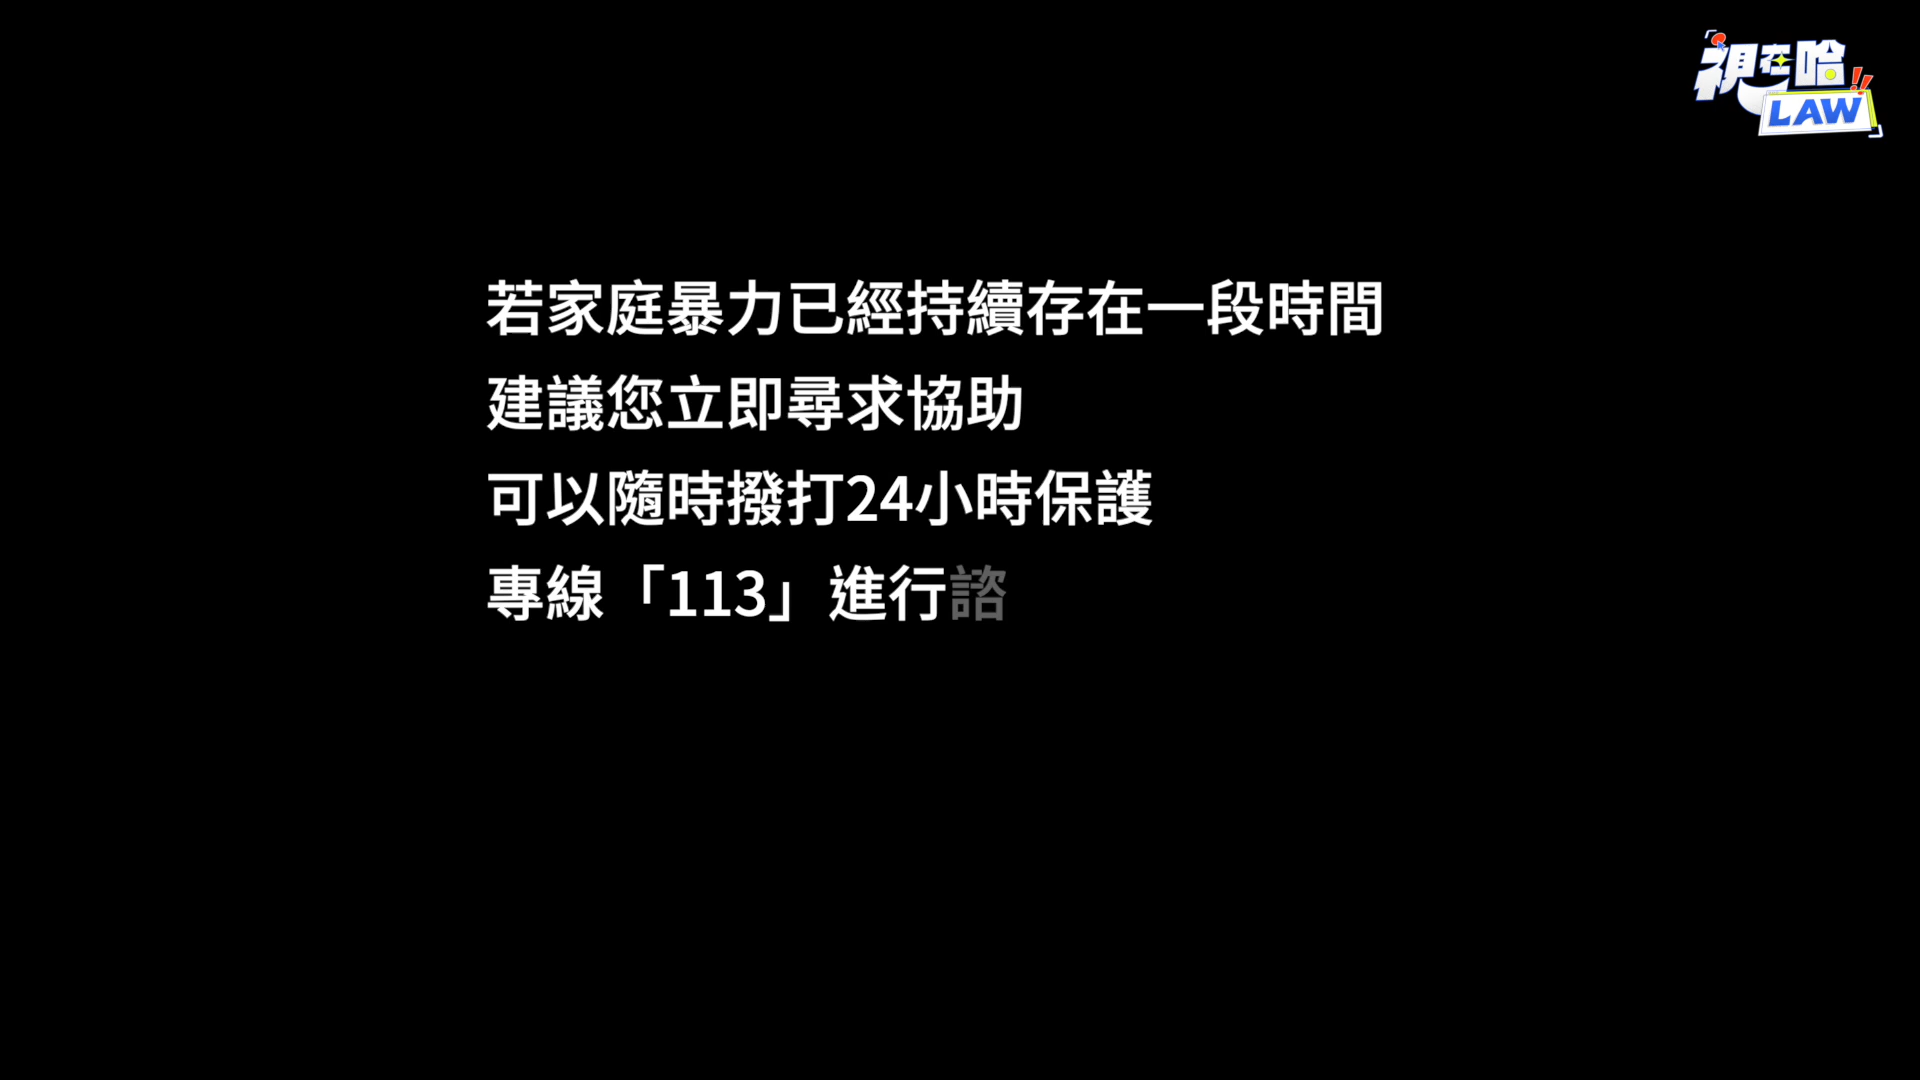 視在哈
LAW
若家庭暴力已經持續存在一段時間
建議您立即尋求協助
可以隨時撥打24小時保護
專線「113」進行諮